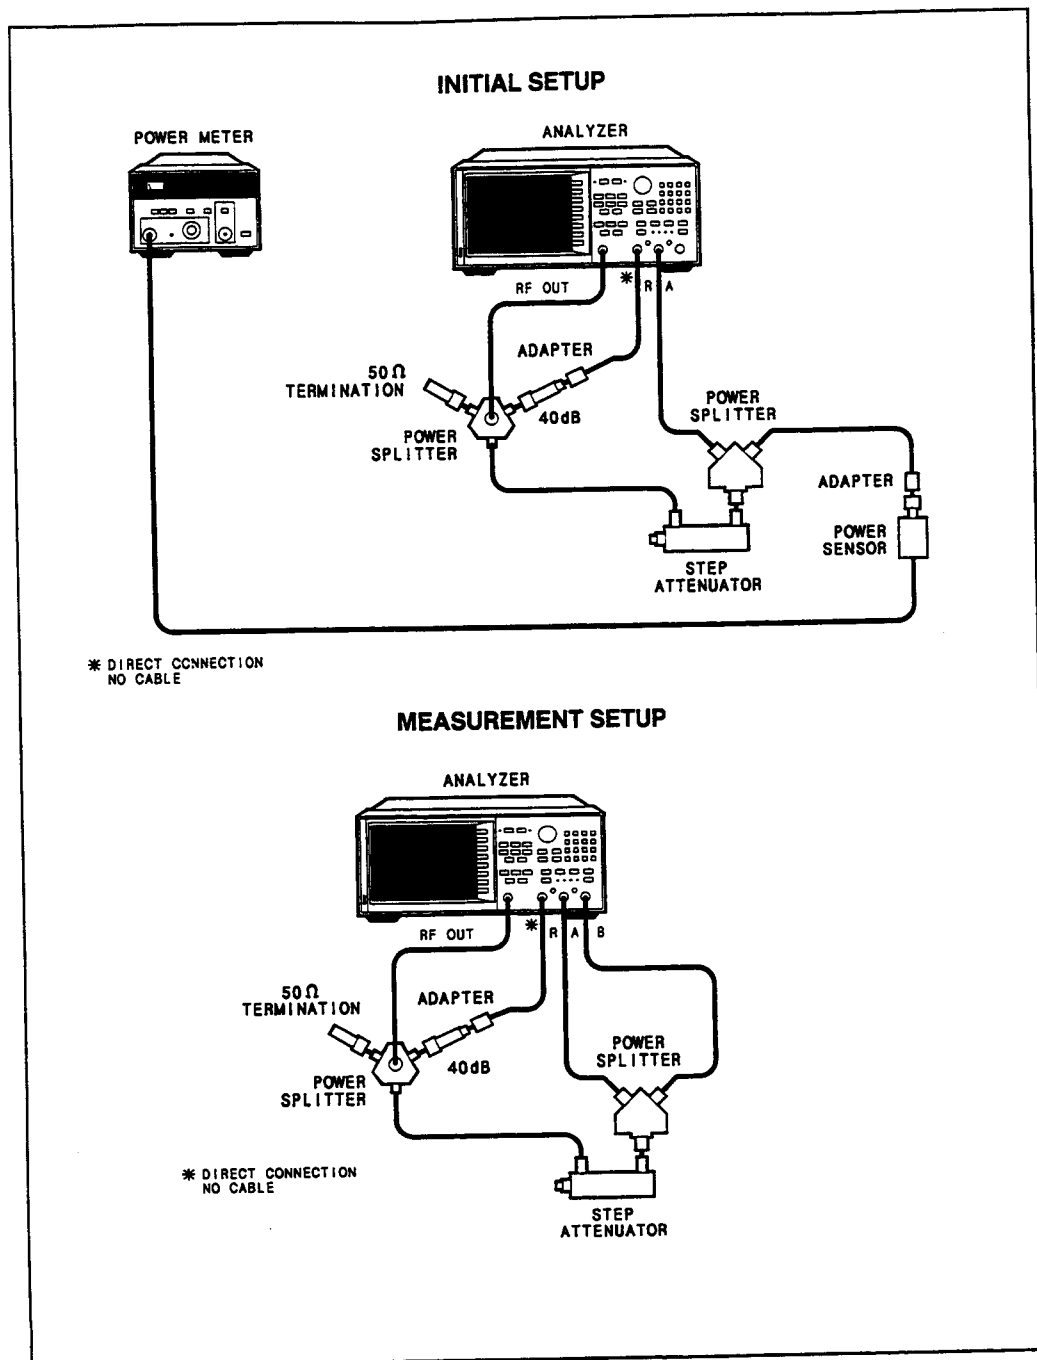 INITIAL SETUP
POWER METER
ANALYZER
RF OUT
* R A
ADAPTER
50Ω
TERMINATION
40dB
POWER
SPLITTER
POWER
SPLITTER
ADAPTER
POWER
SENSOR
STEP
ATTENUATOR
* DIRECT CONNECTION
NO CABLE
MEASUREMENT SETUP
ANALYZER
RF OUT
* R A B
50Ω
TERMINATION
ADAPTER
40dB
POWER
SPLITTER
POWER
SPLITTER
* DIRECT CONNECTION
NO CABLE
STEP
ATTENUATOR